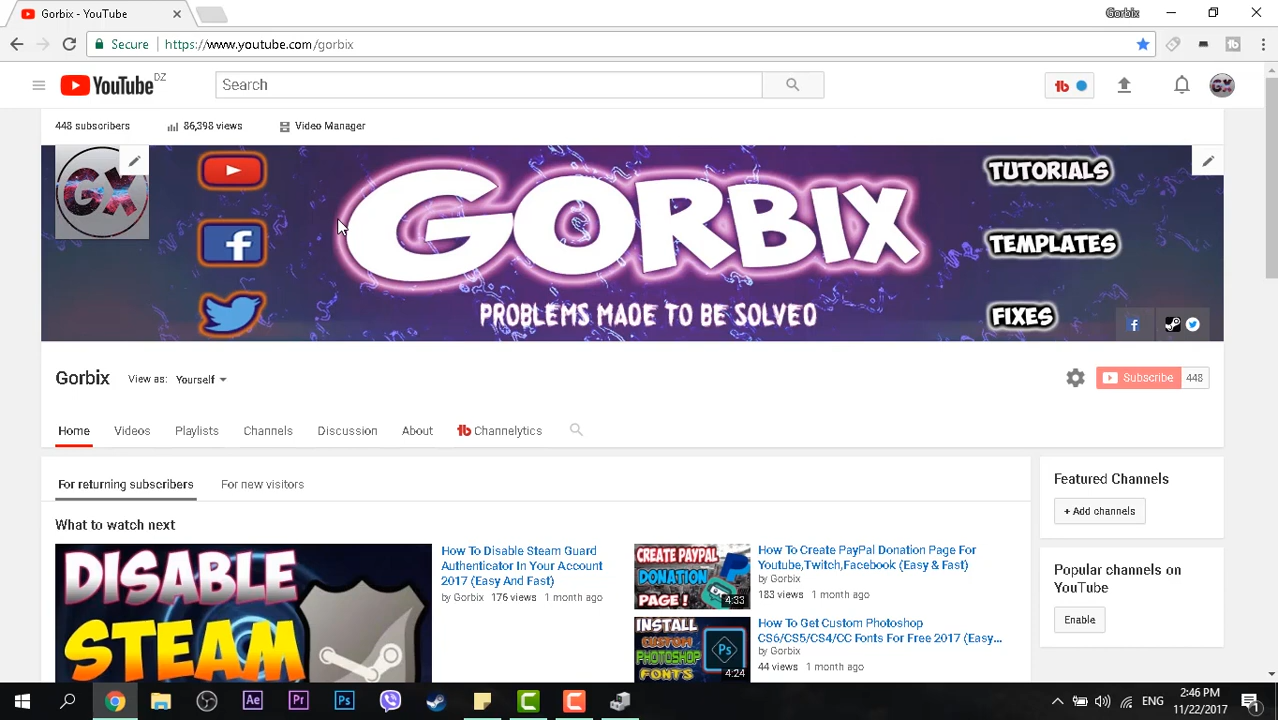 Gorbix - YouTube
Gorbix
Secure
https://www.youtube.com/gorbix
YouTube
DZ
Search
448 subscribers
86,398 views
Video Manager
GX
GORBIX
PROBLEMS MADE TO BE SOLVED
TUTORIALS
TEMPLATES
FIXES
Gorbix
View as: Yourself
Subscribe
448
Home
Videos
Playlists
Channels
Discussion
About
Channelytics
For returning subscribers
For new visitors
What to watch next
DISABLE
STEAM
How To Disable Steam Guard
Authenticator In Your Account
2017 (Easy And Fast)
by Gorbix 176 views 1 month ago
CREATE PAYPAL
DONATION
PAGE!
4:33
How To Create PayPal Donation Page For
Youtube,Twitch,Facebook (Easy & Fast)
by Gorbix
183 views 1 month ago
INSTALL
CUSTOM
PHOTOSHOP
FONTS
Ps
4:24
How To Get Custom Photoshop
CS6/CS5/CS4/CC Fonts For Free 2017 (Easy...
by Gorbix
44 views 1 month ago
Featured Channels
+ Add channels
Popular channels on
YouTube
Enable
Ae
Pr
Ps
ENG
2:46 PM
11/22/2017
1